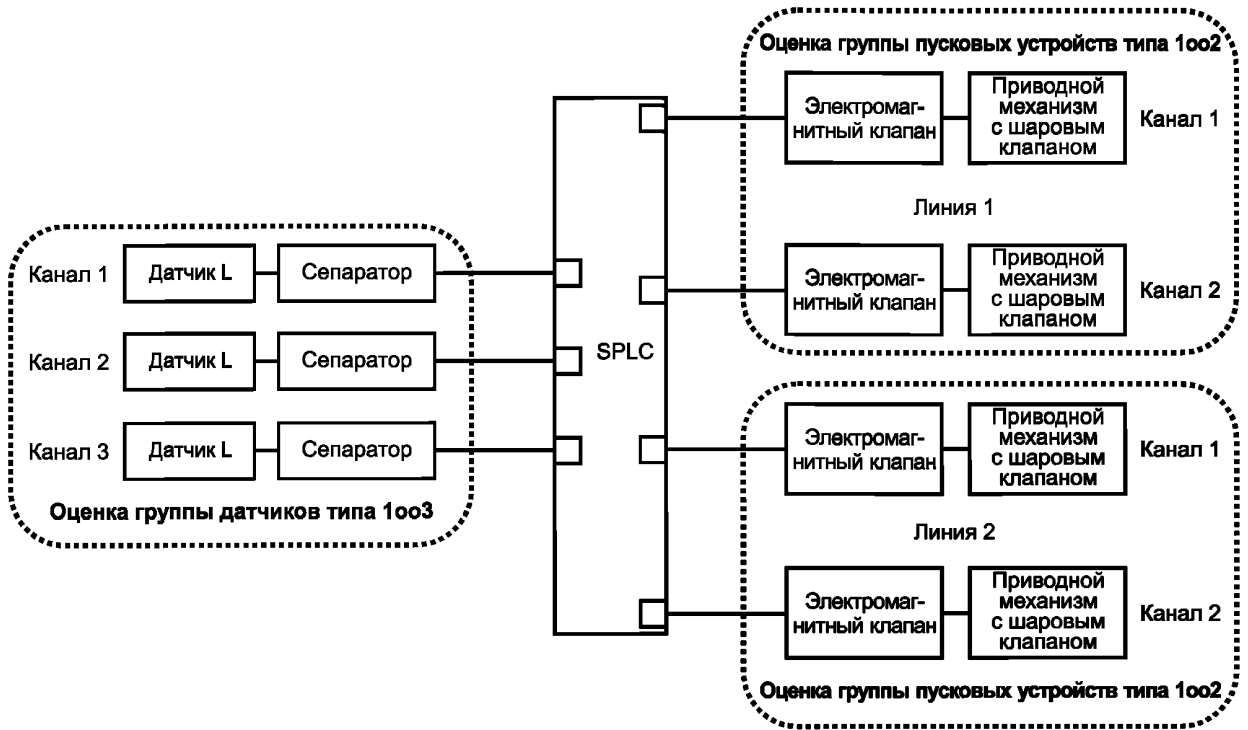 Оценка группы пусковых устройств типа 1oo2
Электромаг-
нитный клапан
Приводной
механизм
с шаровым
клапаном
Канал 1
Линия 1
Электромаг-
нитный клапан
Приводной
механизм
с шаровым
клапаном
Канал 2
Канал 1
Датчик L
Сепаратор
Канал 2
Датчик L
Сепаратор
Канал 3
Датчик L
Сепаратор
Оценка группы датчиков типа 1oo3
SPLC
Электромаг-
нитный клапан
Приводной
механизм
с шаровым
клапаном
Канал 1
Линия 2
Электромаг-
нитный клапан
Приводной
механизм
с шаровым
клапаном
Канал 2
Оценка группы пусковых устройств типа 1oo2